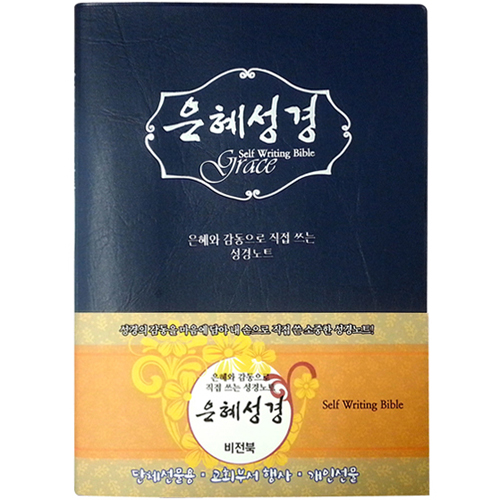 은혜성경
Self Writing Bible
Grace
은혜와 감동으로 직접 쓰는
성경노트
성경의 감동을 마음에 담아 내 손으로 직접 쓴 소중한 성경노트!
은혜와 감동으로
직접 쓰는 성경노트
은혜성경
비전북
Self Writing Bible
단체선물용 · 교회부서 행사 · 개인선물